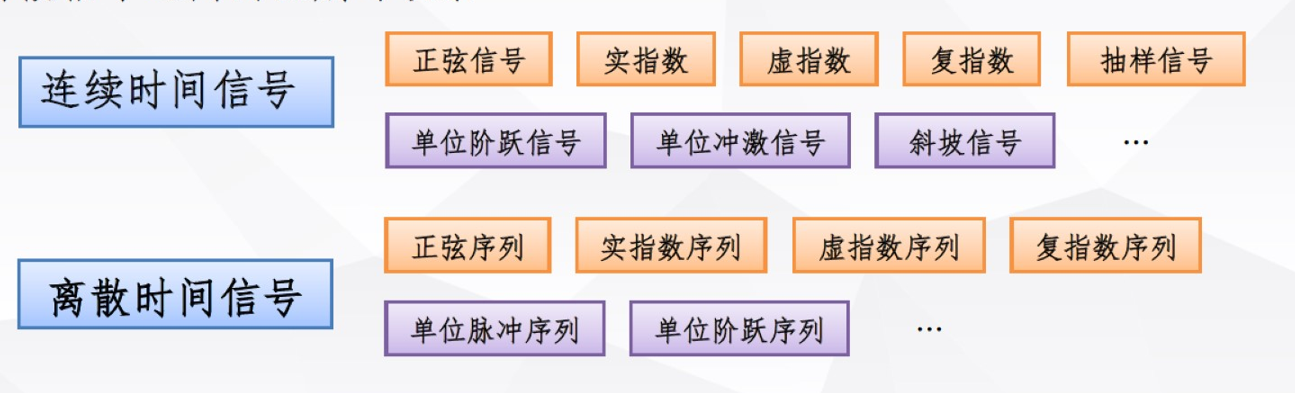 连续时间信号
正弦信号 实指数 虚指数 复指数 抽样信号
单位阶跃信号 单位冲激信号 斜坡信号 …
离散时间信号
正弦序列 实指数序列 虚指数序列 复指数序列
单位脉冲序列 单位阶跃序列 …